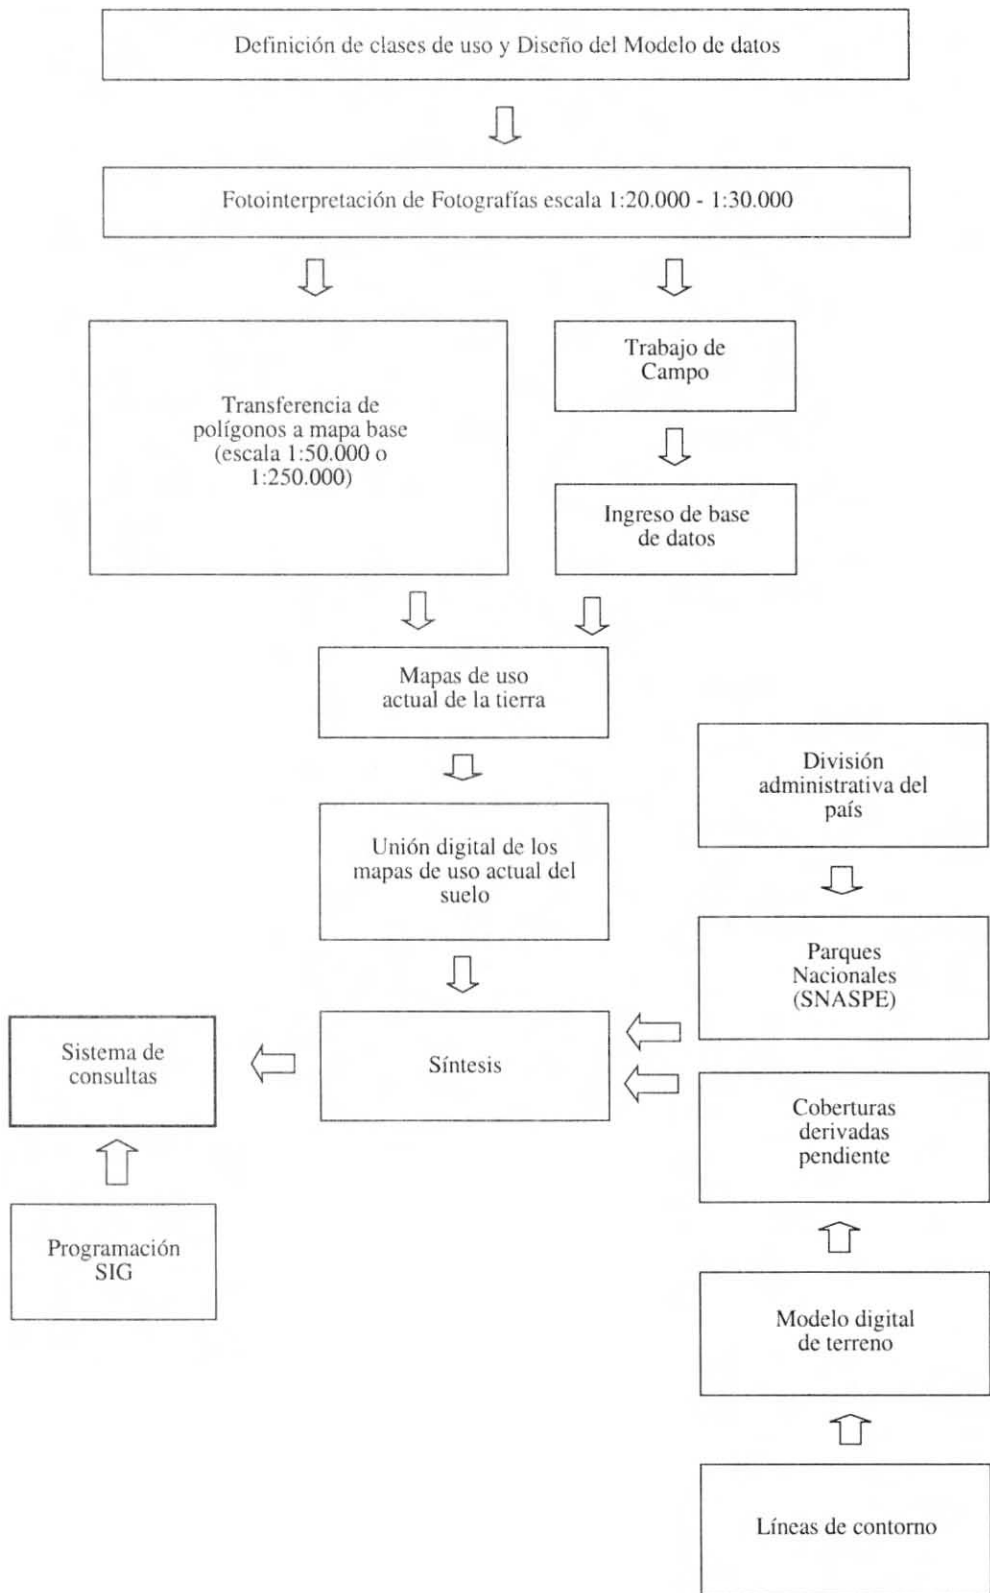 Definición de clases de uso y Diseño del Modelo de datos
Fotointerpretación de Fotografías escala 1:20.000 - 1:30.000
Transferencia de
polígonos a mapa base
(escala 1:50.000 o
1:250.000)
Trabajo de
Campo
Ingreso de base
de datos
Mapas de uso
actual de la tierra
Unión digital de los
mapas de uso actual del
suelo
División
administrativa del
país
Parques
Nacionales
(SNASPE)
Síntesis
Sistema de
consultas
Coberturas
derivadas
pendiente
Programación
SIG
Modelo digital
de terreno
Líneas de contorno